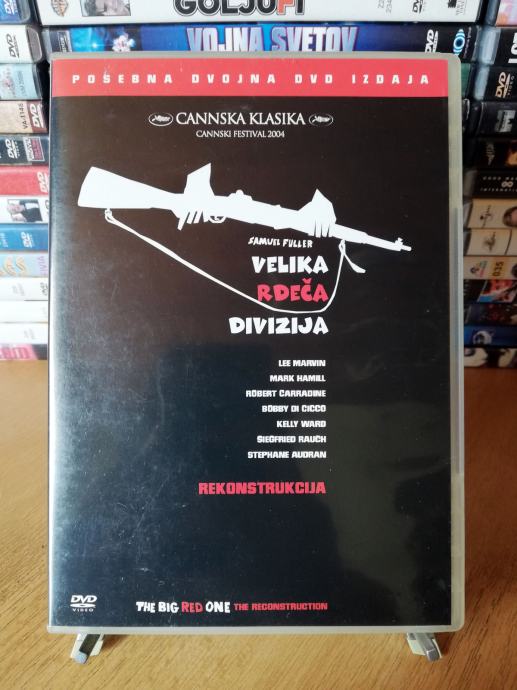 GOLJUFI
VOJNA SVETOV
POSEBNA DVOJNA DVD IZDAJA
CANNSKA KLASIKA
CANNSKI FESTIVAL 2004
SAMUEL FULLER
VELIKA
RDEČA
DIVIZIJA
LEE MARVIN
MARK HAMILL
ROBERT CARRADINE
BOBBY DI CICCO
KELLY WARD
SIEGFRIED RAUCH
STEPHANE AUDRAN
REKONSTRUKCIJA
DVD
VIDEO
THE BIG RED ONE THE RECONSTRUCTION